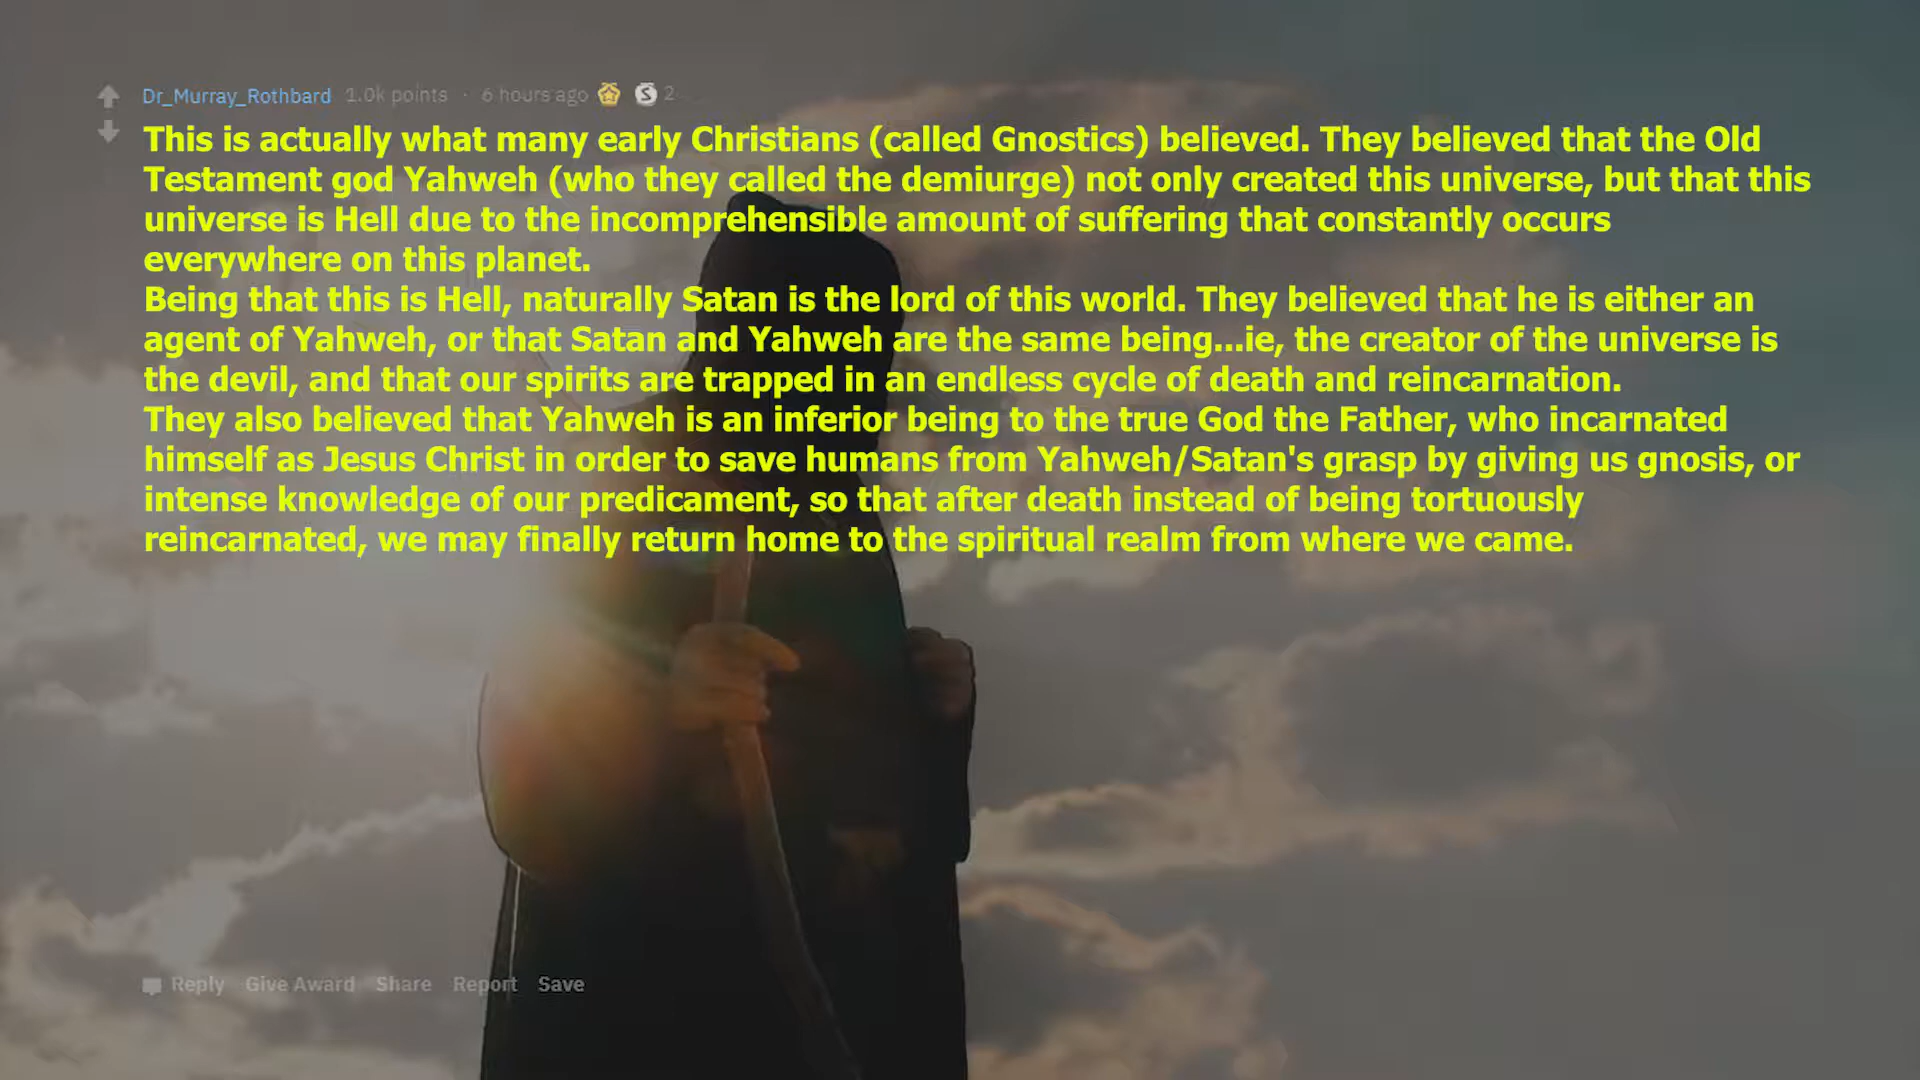 Dr_Murray_Rothbard 1.0k points · 6 hours ago 2
This is actually what many early Christians (called Gnostics) believed. They believed that the Old
Testament god Yahweh (who they called the demiurge) not only created this universe, but that this
universe is Hell due to the incomprehensible amount of suffering that constantly occurs
everywhere on this planet.
Being that this is Hell, naturally Satan is the lord of this world. They believed that he is either an
agent of Yahweh, or that Satan and Yahweh are the same being...ie, the creator of the universe is
the devil, and that our spirits are trapped in an endless cycle of death and reincarnation.
They also believed that Yahweh is an inferior being to the true God the Father, who incarnated
himself as Jesus Christ in order to save humans from Yahweh/Satan's grasp by giving us gnosis, or
intense knowledge of our predicament, so that after death instead of being tortuously
reincarnated, we may finally return home to the spiritual realm from where we came.
Reply Give Award Share Report Save